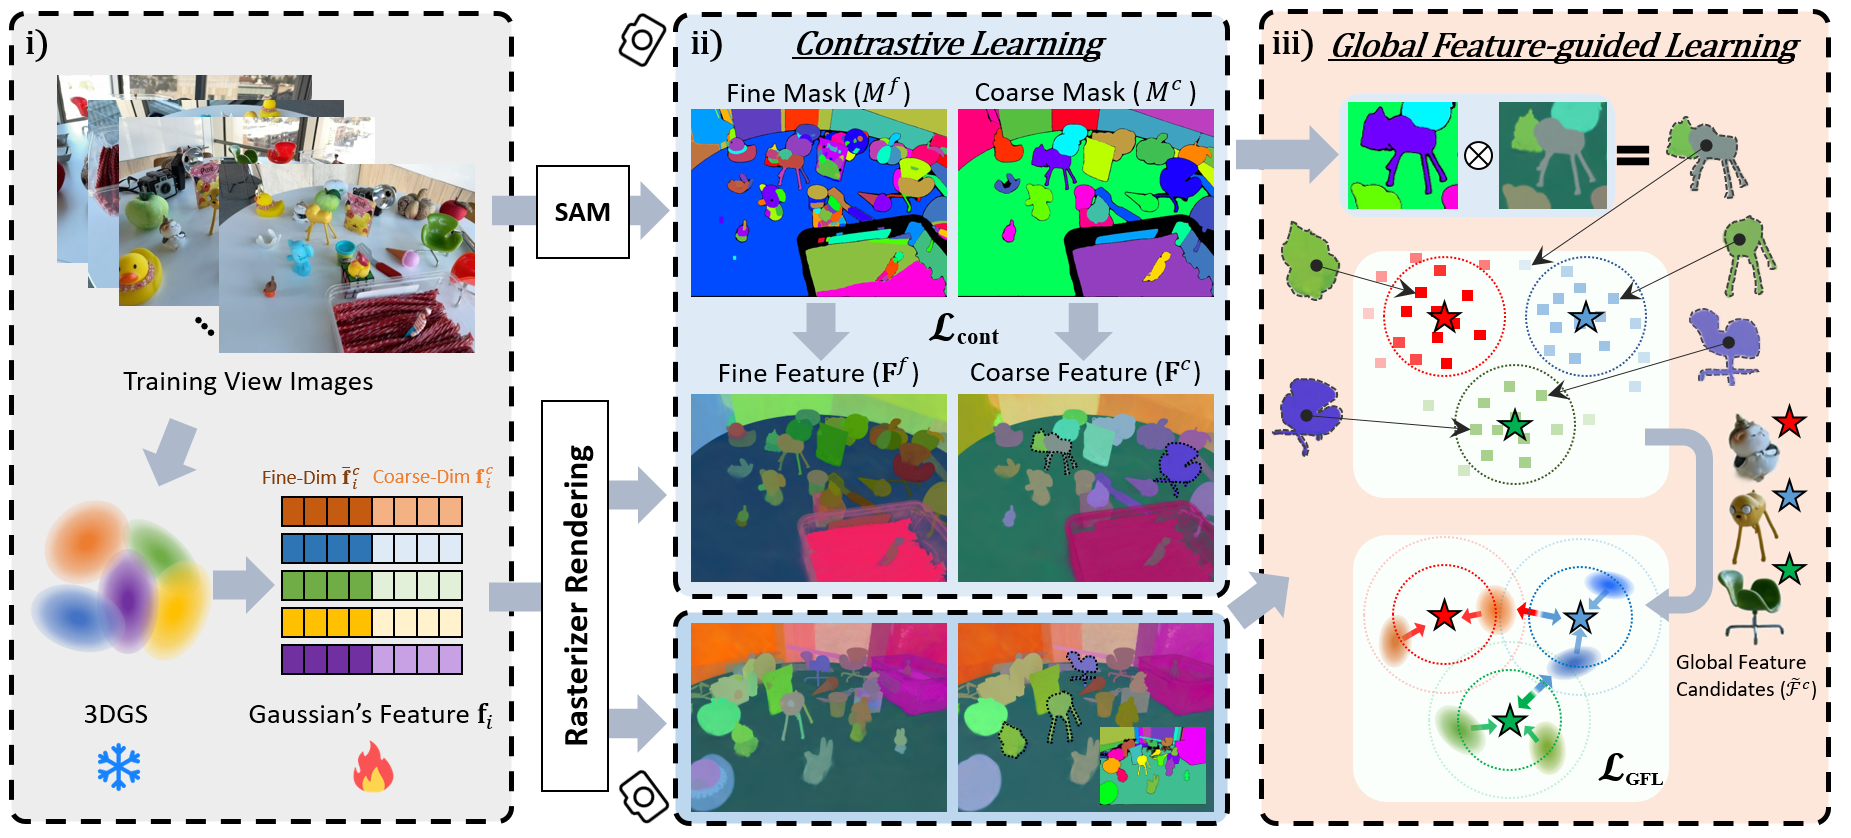 i)
Training View Images
Fine-Dim f̄ᵢᶜ Coarse-Dim fᵢᶜ
3DGS
Gaussian's Feature fᵢ
SAM
Rasterizer Rendering
ii) Contrastive Learning
Fine Mask (Mᶠ) Coarse Mask (Mᶜ)
ℒcont
Fine Feature (Fᶠ) Coarse Feature (Fᶜ)
iii) Global Feature-guided Learning
⊗ =
Global Feature
Candidates (ℱ̃ᶜ)
ℒGFL